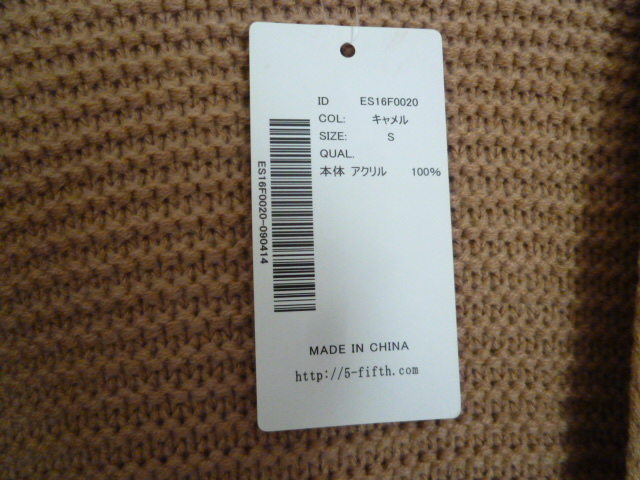 ID ES16F0020
COL: キャメル
SIZE: S
QUAL.
本体 アクリル 100%
ES16F0020-090414
MADE IN CHINA
http://5-fifth.com